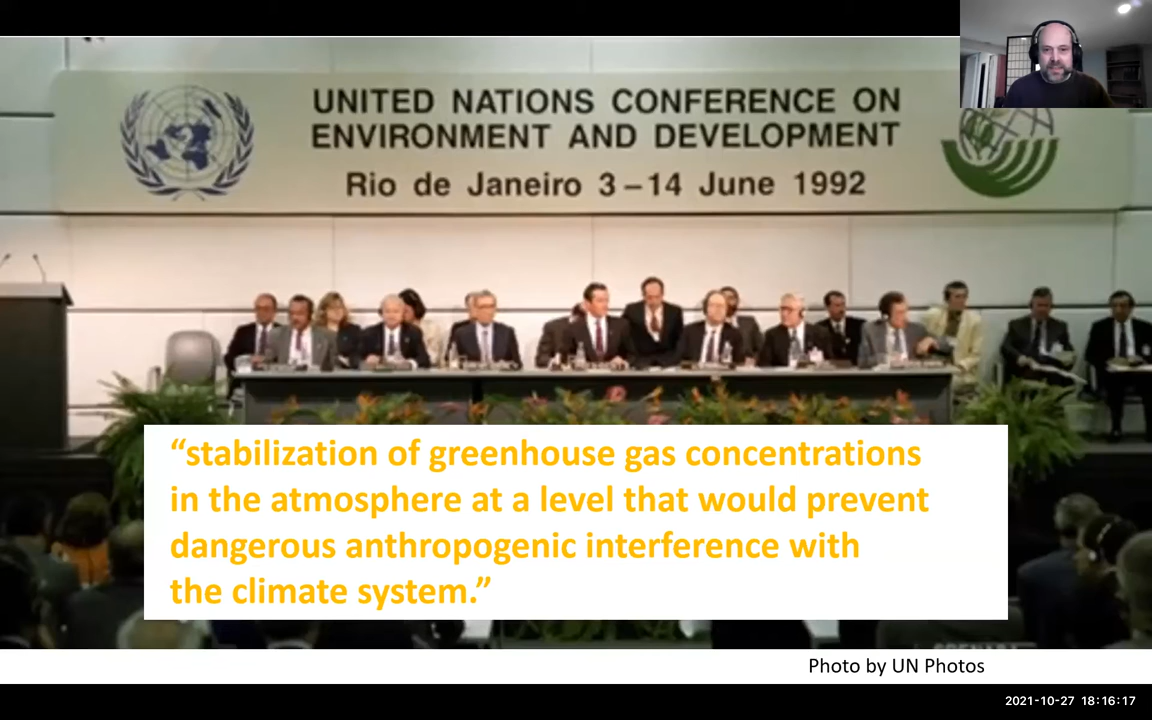 UNITED NATIONS CONFERENCE ON
ENVIRONMENT AND DEVELOPMENT
Rio de Janeiro 3–14 June 1992
“stabilization of greenhouse gas concentrations
in the atmosphere at a level that would prevent
dangerous anthropogenic interference with
the climate system.”
Photo by UN Photos
2021-10-27 18:16:17